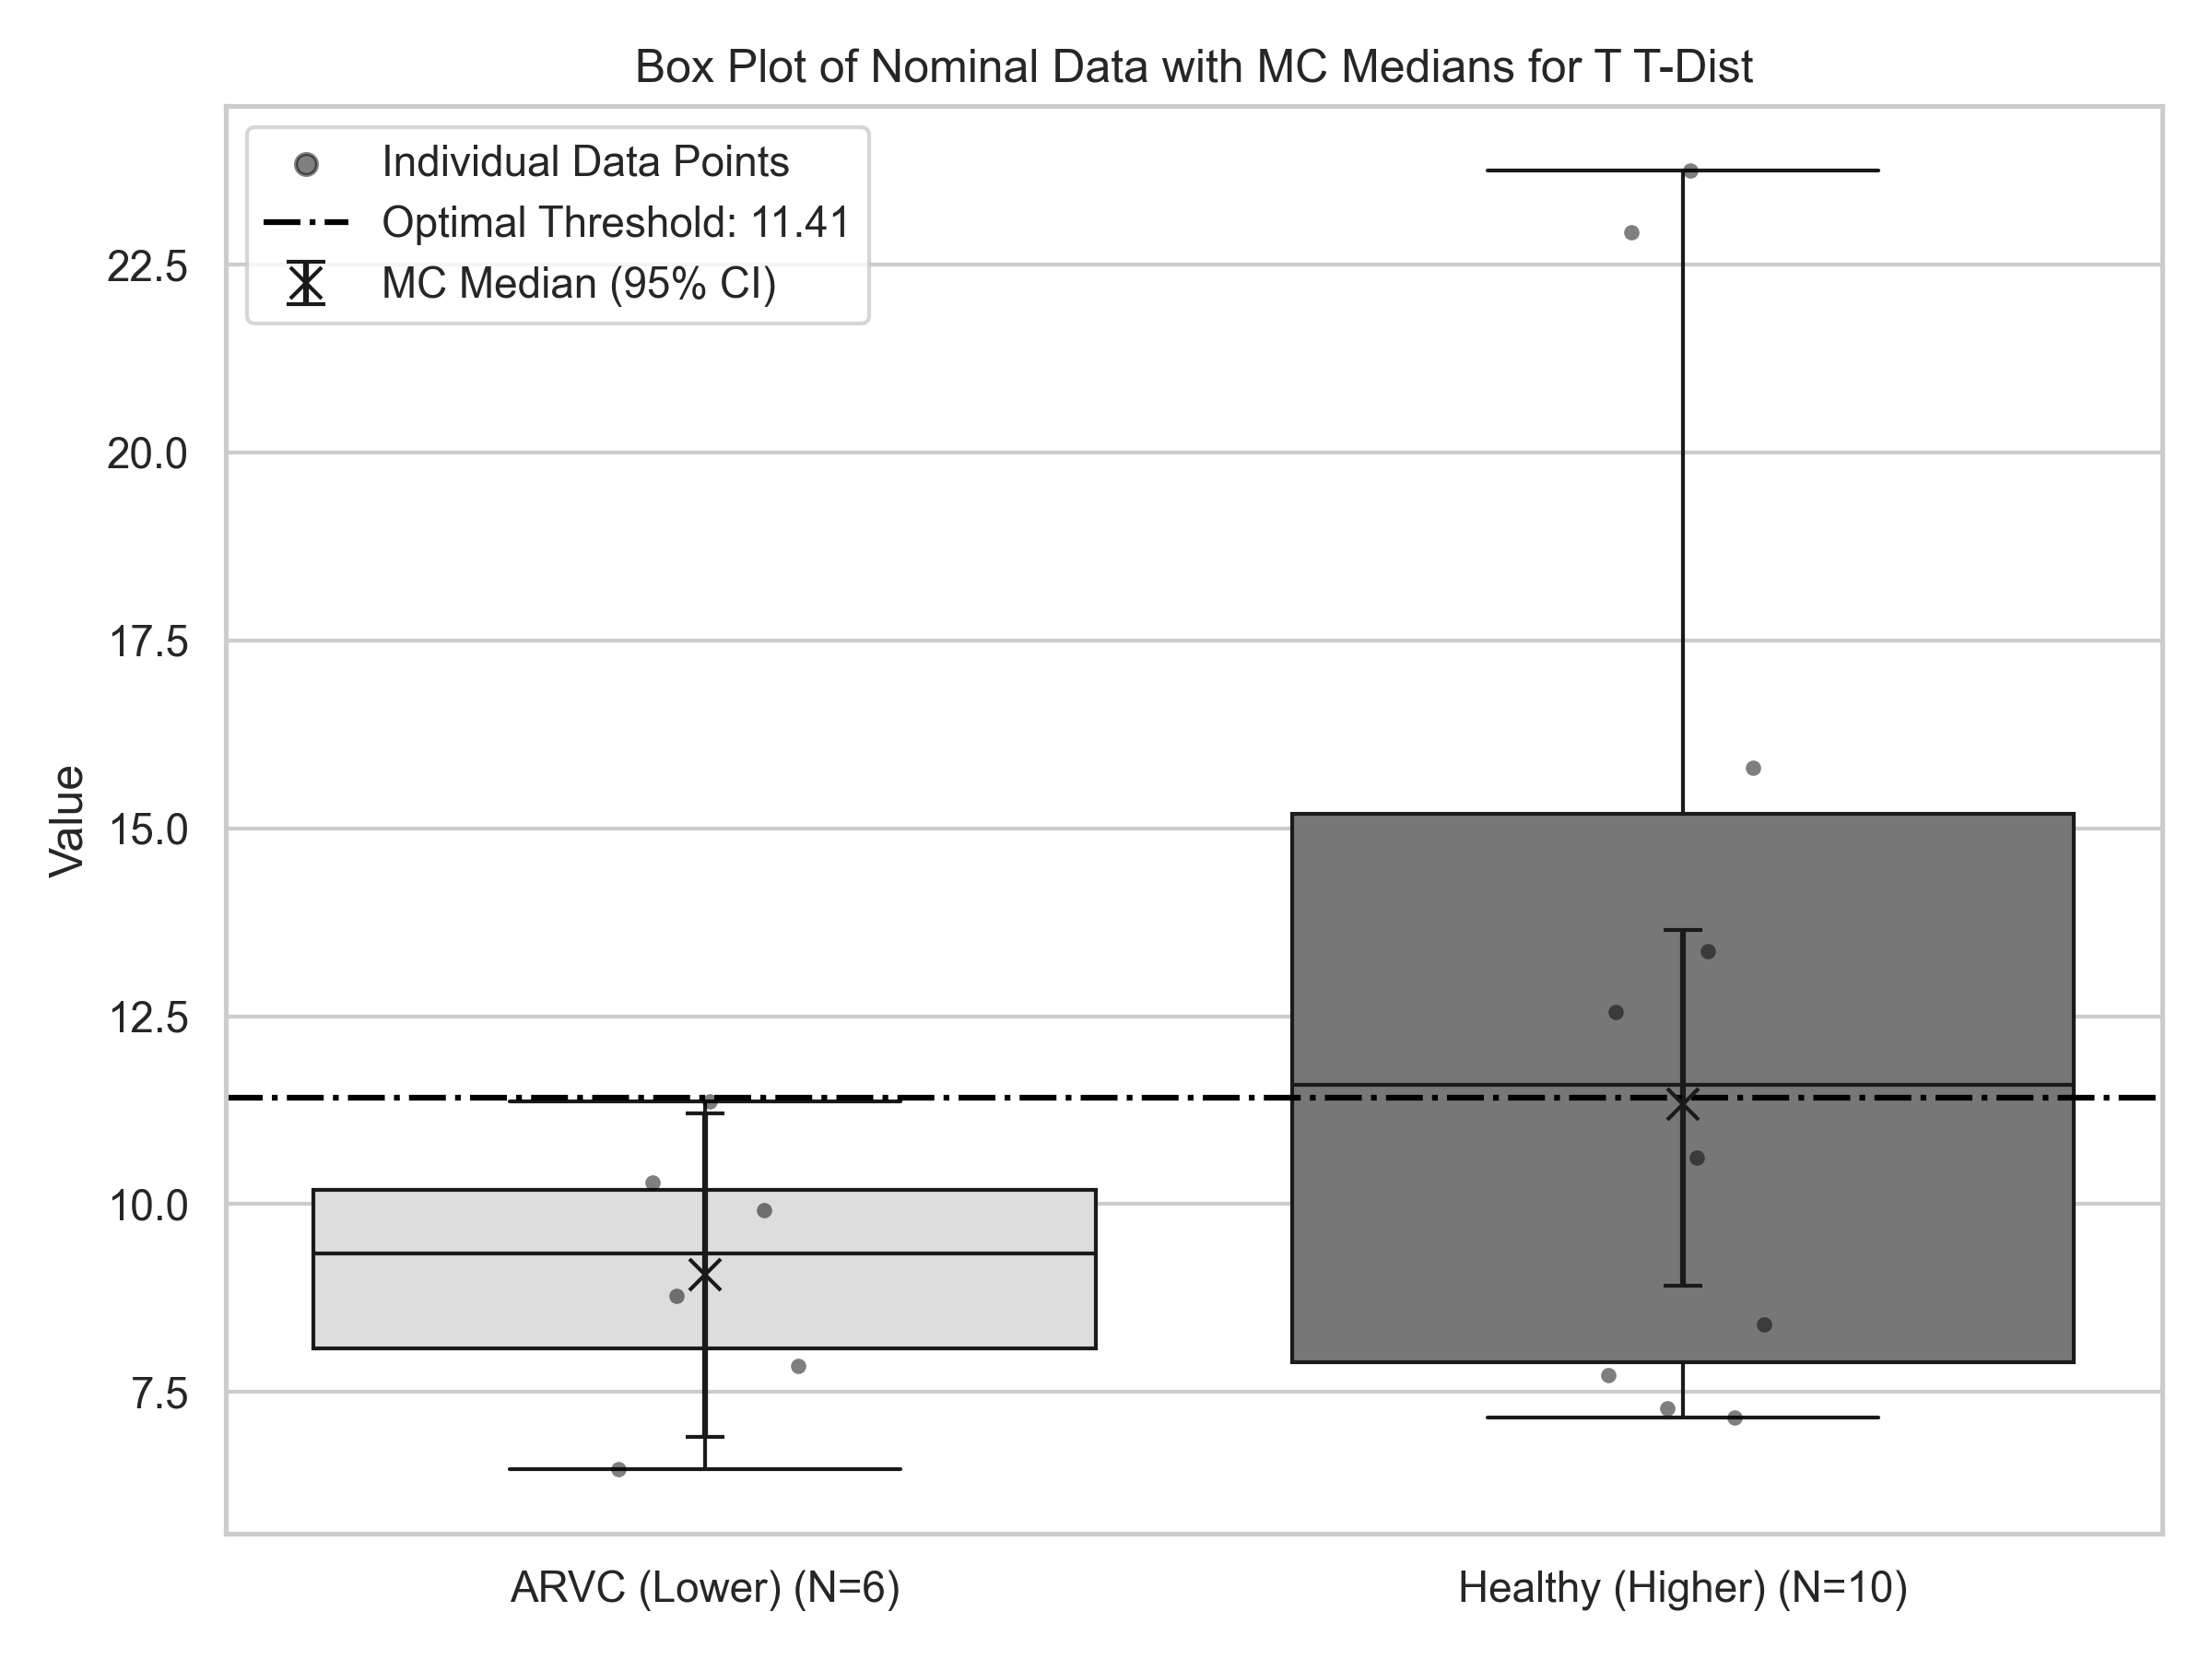 Box Plot of Nominal Data with MC Medians for T T-Dist
Individual Data Points
Optimal Threshold: 11.41
MC Median (95% CI)
Value
22.5
20.0
17.5
15.0
12.5
10.0
7.5
ARVC (Lower) (N=6)
Healthy (Higher) (N=10)